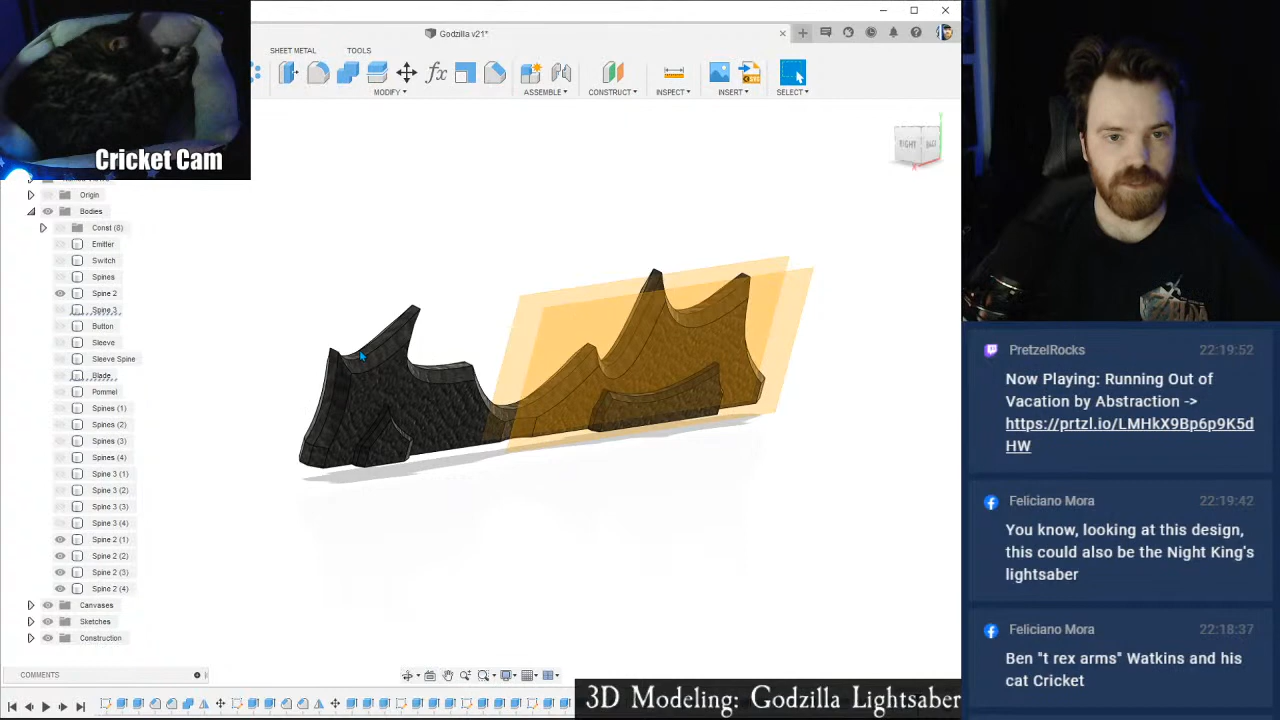 Godzilla v21*
SHEET METAL
TOOLS
MODIFY
ASSEMBLE
CONSTRUCT
INSPECT
INSERT
SELECT
Cricket Cam
RIGHT
BACK
Origin
Bodies
Const (8)
Emitter
Switch
Spines
Spine 2
Spine 3
Button
Sleeve
Sleeve Spine
Blade
Pommel
Spines (1)
Spines (2)
Spines (3)
Spines (4)
Spine 3 (1)
Spine 3 (2)
Spine 3 (3)
Spine 3 (4)
Spine 2 (1)
Spine 2 (2)
Spine 2 (3)
Spine 2 (4)
Canvases
Sketches
Construction
COMMENTS
3D Modeling: Godzilla Lightsaber
PretzelRocks 22:19:52
Now Playing: Running Out of
Vacation by Abstraction ->
https://prtzl.io/LMHkX9Bp6p9K5d
HW
Feliciano Mora 22:19:42
You know, looking at this design,
this could also be the Night King's
lightsaber
Feliciano Mora 22:18:37
Ben "t rex arms" Watkins and his
cat Cricket